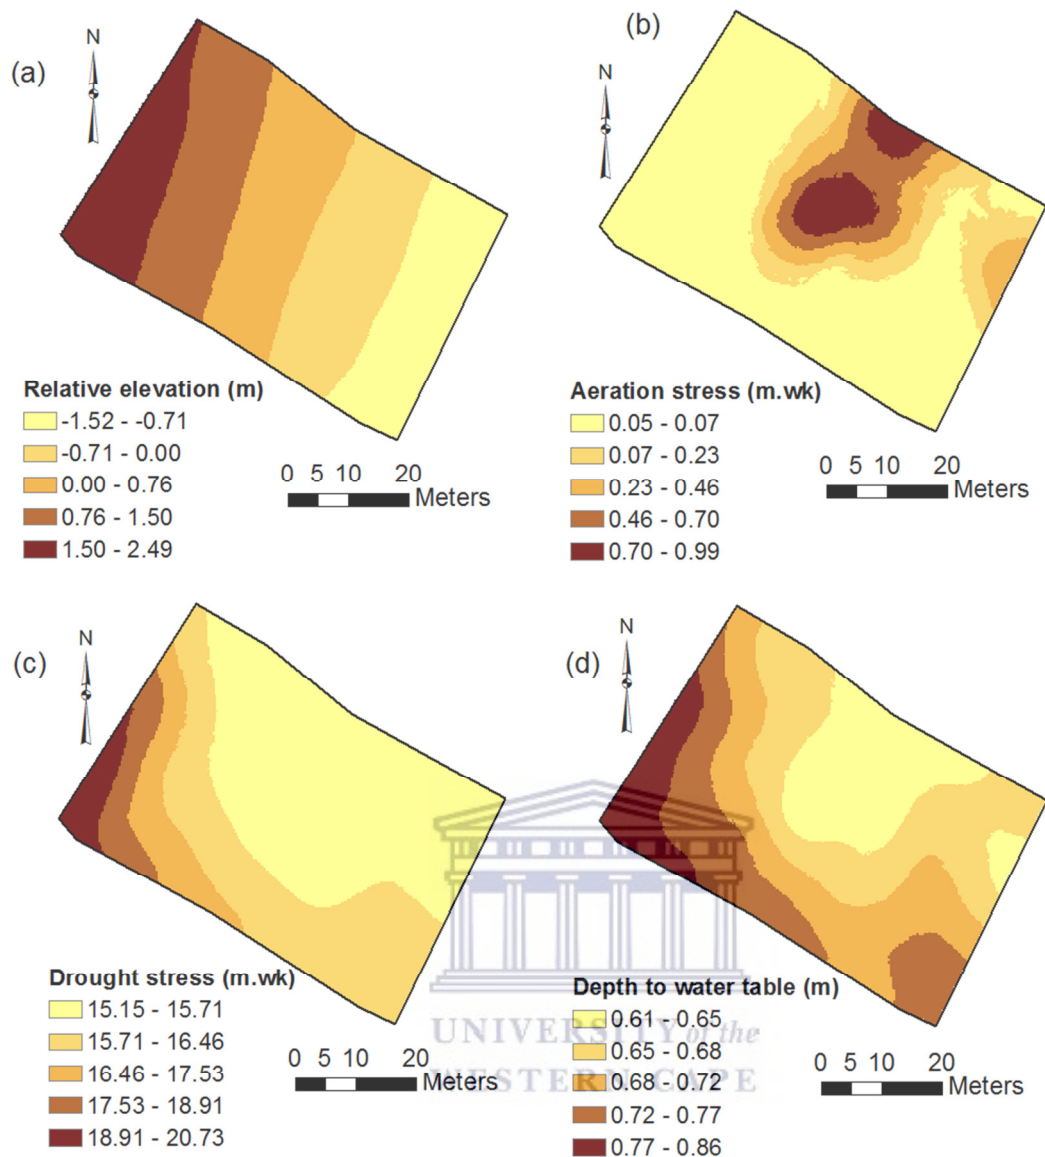 (a)
N
Relative elevation (m)
-1.52 - -0.71
-0.71 - 0.00
0.00 - 0.76
0.76 - 1.50
1.50 - 2.49
0 5 10 20
Meters
(b)
N
Aeration stress (m.wk)
0.05 - 0.07
0.07 - 0.23
0.23 - 0.46
0.46 - 0.70
0.70 - 0.99
0 5 10 20
Meters
(c)
N
Drought stress (m.wk)
15.15 - 15.71
15.71 - 16.46
16.46 - 17.53
17.53 - 18.91
18.91 - 20.73
0 5 10 20
Meters
(d)
N
Depth to water table (m)
0.61 - 0.65
0.65 - 0.68
0.68 - 0.72
0.72 - 0.77
0.77 - 0.86
0 5 10 20
Meters
UNIVERSITY of the
WESTERN CAPE